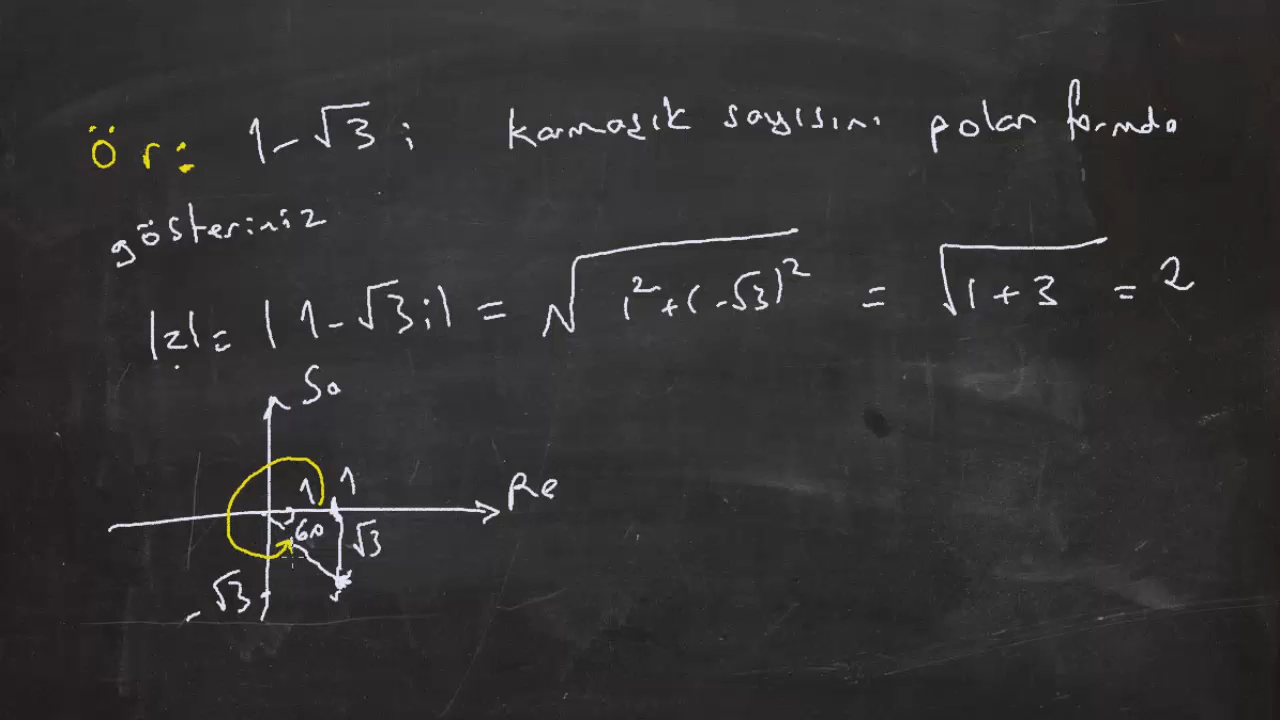 Ör: 1-√3i karmaşık sayısını polar formda
gösteriniz
|z| = |1-√3i| = √(1²+(-√3)²) = √(1+3) = 2
Sa
1 1 Re
60 √3
-√3